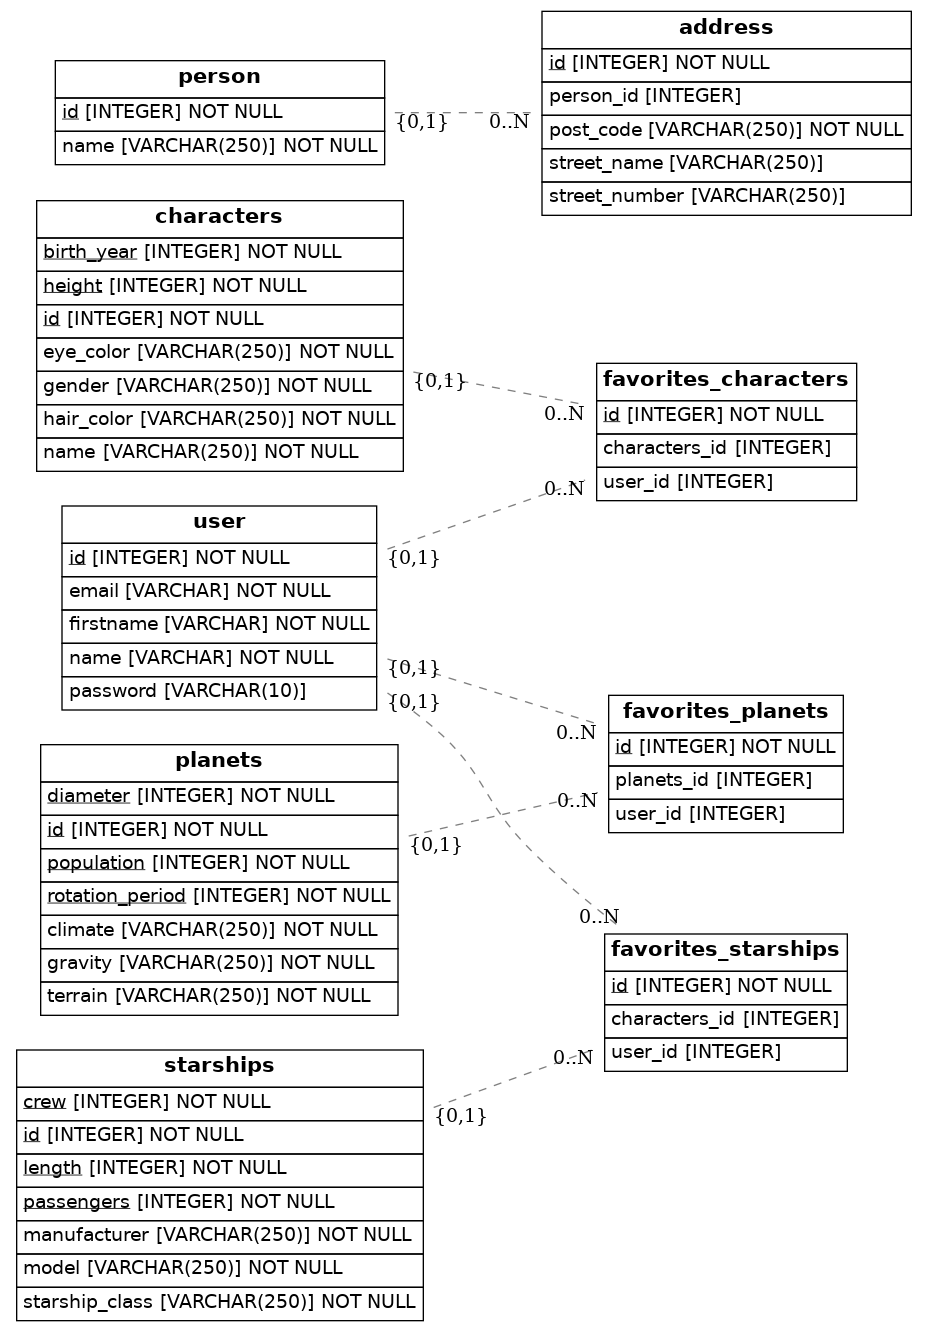 person
id [INTEGER] NOT NULL
name [VARCHAR(250)] NOT NULL
{0,1}
0..N
address
id [INTEGER] NOT NULL
person_id [INTEGER]
post_code [VARCHAR(250)] NOT NULL
street_name [VARCHAR(250)]
street_number [VARCHAR(250)]
characters
birth_year [INTEGER] NOT NULL
height [INTEGER] NOT NULL
id [INTEGER] NOT NULL
eye_color [VARCHAR(250)] NOT NULL
gender [VARCHAR(250)] NOT NULL
hair_color [VARCHAR(250)] NOT NULL
name [VARCHAR(250)] NOT NULL
{0,1}
0..N
favorites_characters
id [INTEGER] NOT NULL
characters_id [INTEGER]
user_id [INTEGER]
0..N
{0,1}
user
id [INTEGER] NOT NULL
email [VARCHAR] NOT NULL
firstname [VARCHAR] NOT NULL
name [VARCHAR] NOT NULL
password [VARCHAR(10)]
{0,1}
{0,1}
0..N
favorites_planets
id [INTEGER] NOT NULL
planets_id [INTEGER]
user_id [INTEGER]
planets
diameter [INTEGER] NOT NULL
id [INTEGER] NOT NULL
population [INTEGER] NOT NULL
rotation_period [INTEGER] NOT NULL
climate [VARCHAR(250)] NOT NULL
gravity [VARCHAR(250)] NOT NULL
terrain [VARCHAR(250)] NOT NULL
0..N
{0,1}
0..N
favorites_starships
id [INTEGER] NOT NULL
characters_id [INTEGER]
user_id [INTEGER]
0..N
{0,1}
starships
crew [INTEGER] NOT NULL
id [INTEGER] NOT NULL
length [INTEGER] NOT NULL
passengers [INTEGER] NOT NULL
manufacturer [VARCHAR(250)] NOT NULL
model [VARCHAR(250)] NOT NULL
starship_class [VARCHAR(250)] NOT NULL